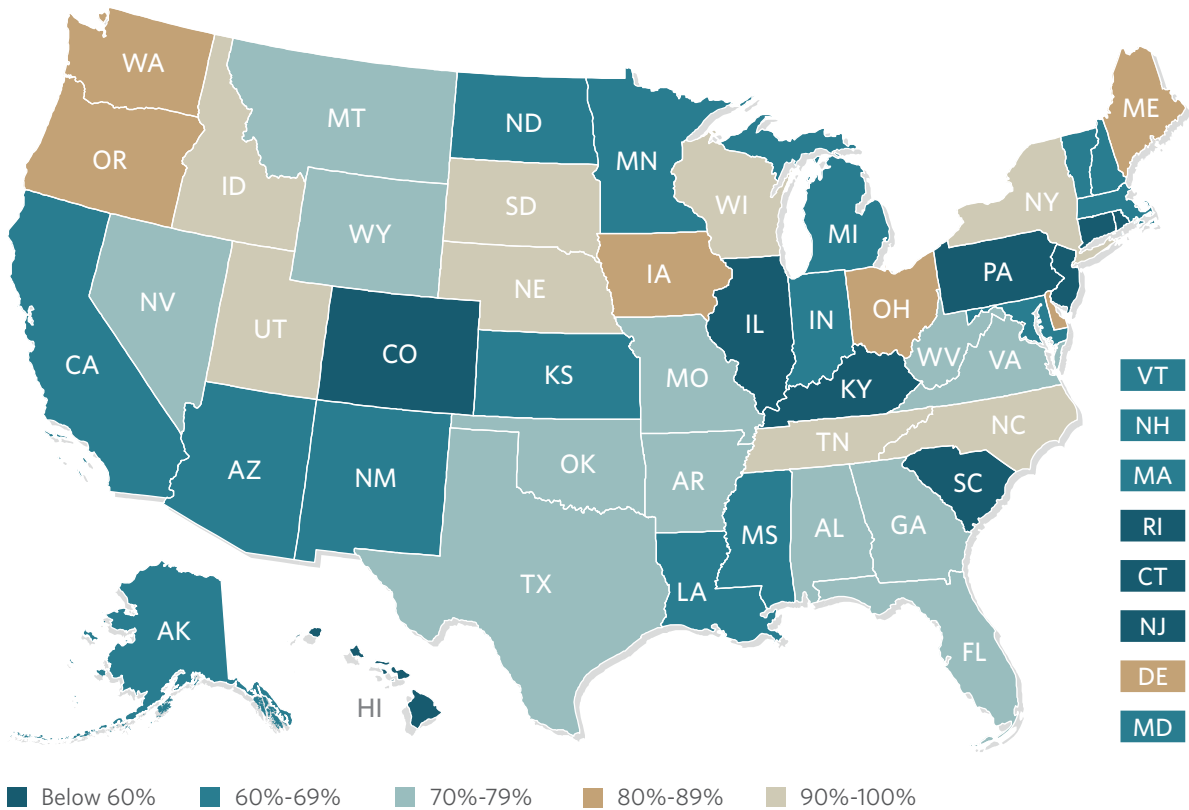 WA
ME
MT
ND
OR
MN
ID
SD
WI
NY
WY
MI
PA
IA
NE
NV
OH
IL
IN
UT
CO
WV
VA
CA
KS
MO
KY
VT
NC
NH
TN
OK
AZ
NM
MA
AR
SC
GA
RI
AL
MS
CT
TX
LA
NJ
AK
FL
DE
HI
MD
Below 60% 60%-69% 70%-79% 80%-89% 90%-100%